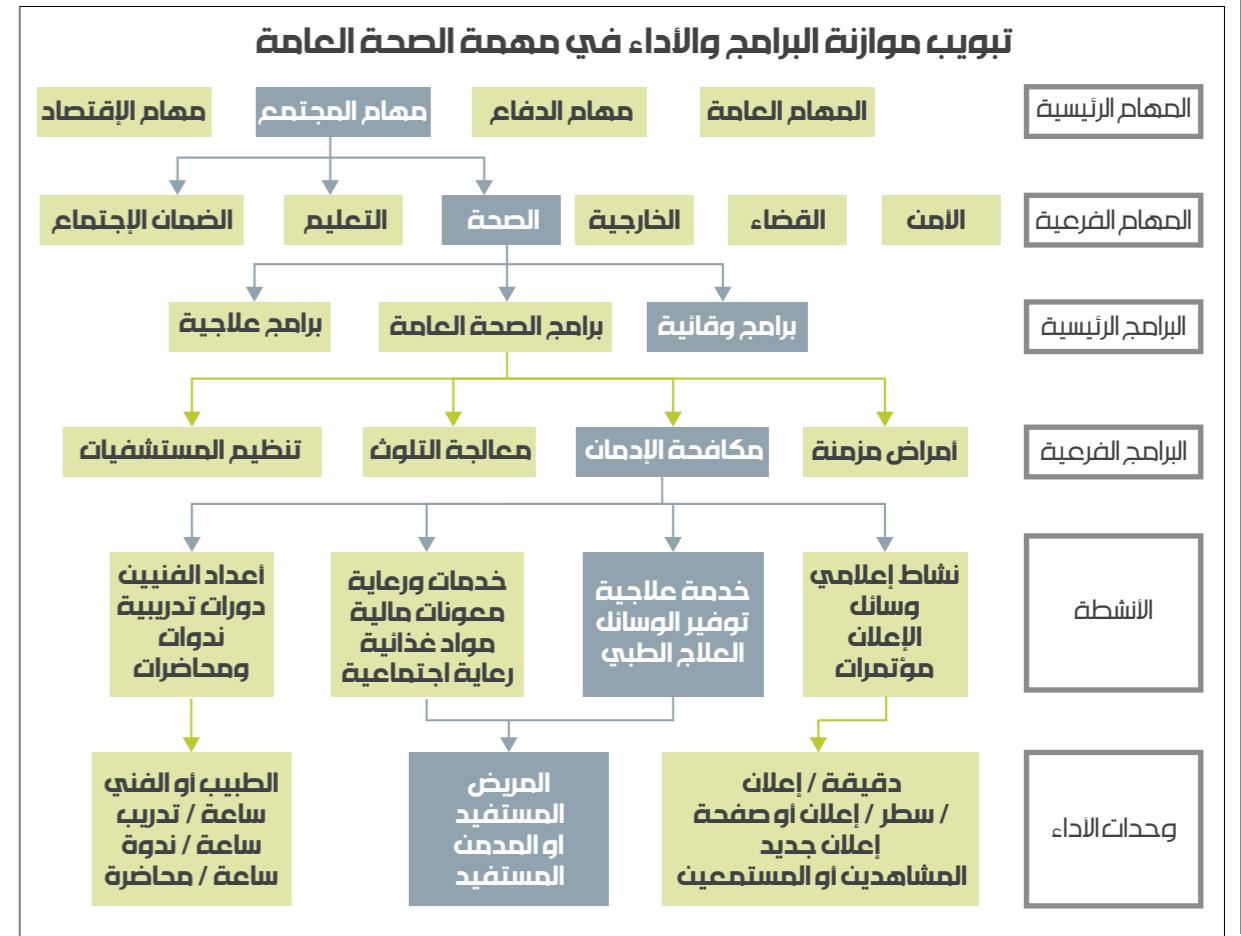 تبويب موازنة البرامج والأداء في مهمة الصحة العامة
المهام الرئيسية
المهام العامة
مهام الدفاع
مهام المجتمع
مهام الإقتصاد
المهام الفرعية
الأمن
القضاء
الخارجية
الصحة
التعليم
الضمان الإجتماع
البرامج الرئيسية
برامج وقائية
برامج الصحة العامة
برامج علاجية
البرامج الفرعية
أمراض مزمنة
مكافحة الإدمان
معالجة التلوث
تنظيم المستشفيات
الأنشطة
نشاط إعلامي
وسائل
الإعلان
مؤتمرات
خدمة علاجية
توفير الوسائل
العلاج الطبي
خدمات ورعاية
معونات مالية
مواد غذائية
رعاية اجتماعية
أعداد الفنيين
دورات تدريبية
ندوات
ومحاضرات
وحدات الأداء
دقيقة / إعلان
سطر / إعلان أو صفحة /
إعلان جديد
المشاهدين أو المستمعين
المريض
المستفيد
او المدمن
المستفيد
الطبيب أو الفني
ساعة / تدريب
ساعة / ندوة
ساعة / محاضرة